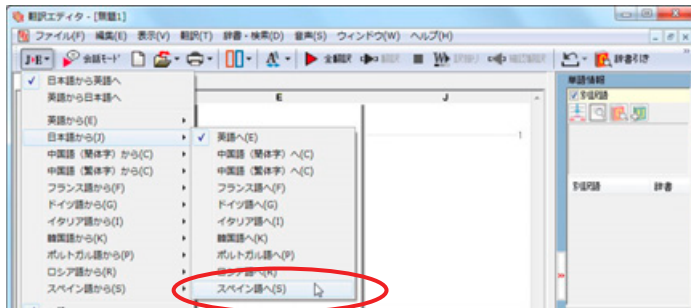 翻訳エディタ - [無題1]
ファイル(F) 編集(E) 表示(V) 翻訳(T) 辞書・検索(D) 音声(S) ウィンドウ(W) ヘルプ(H)
J▸E 会話モード 全翻訳 辞書引き
日本語から英語へ
英語から日本語へ
英語から(E)
日本語から(J)
中国語（簡体字）から(C)
中国語（繁体字）から(C)
フランス語から(F)
ドイツ語から(G)
イタリア語から(I)
韓国語から(K)
ポルトガル語から(P)
ロシア語から(R)
スペイン語から(S)
英語へ(E)
中国語（簡体字）へ(C)
中国語（繁体字）へ(C)
フランス語へ(F)
ドイツ語へ(G)
イタリア語へ(I)
韓国語へ(K)
ポルトガル語へ(P)
ロシア語へ(R)
スペイン語へ(S)
E J
1
単語情報
別訳語
別訳語 辞書